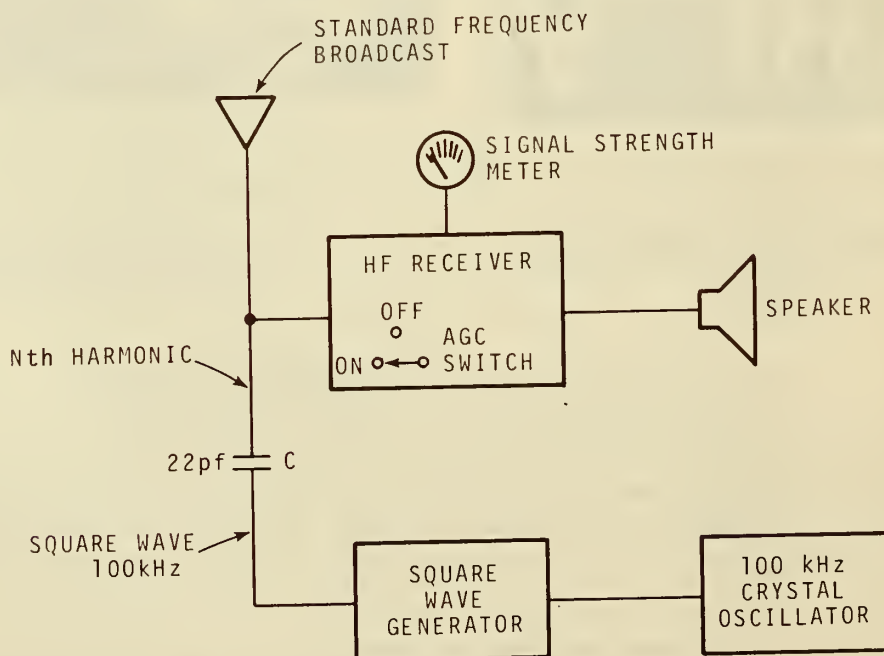 STANDARD FREQUENCY
BROADCAST
SIGNAL STRENGTH
METER
HF RECEIVER
OFF
AGC
ON
SWITCH
SPEAKER
Nth HARMONIC
22pf
C
SQUARE WAVE
100kHz
SQUARE
WAVE
GENERATOR
100 kHz
CRYSTAL
OSCILLATOR